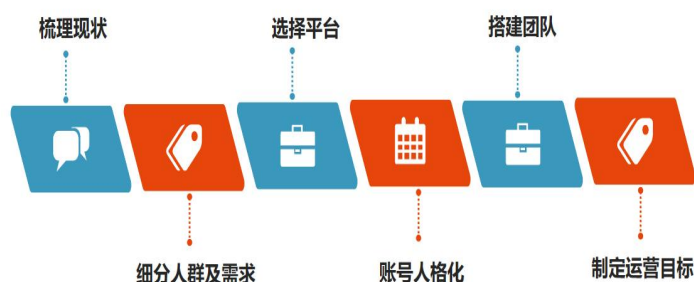 梳理现状
选择平台
搭建团队
细分人群及需求
账号人格化
制定运营目标